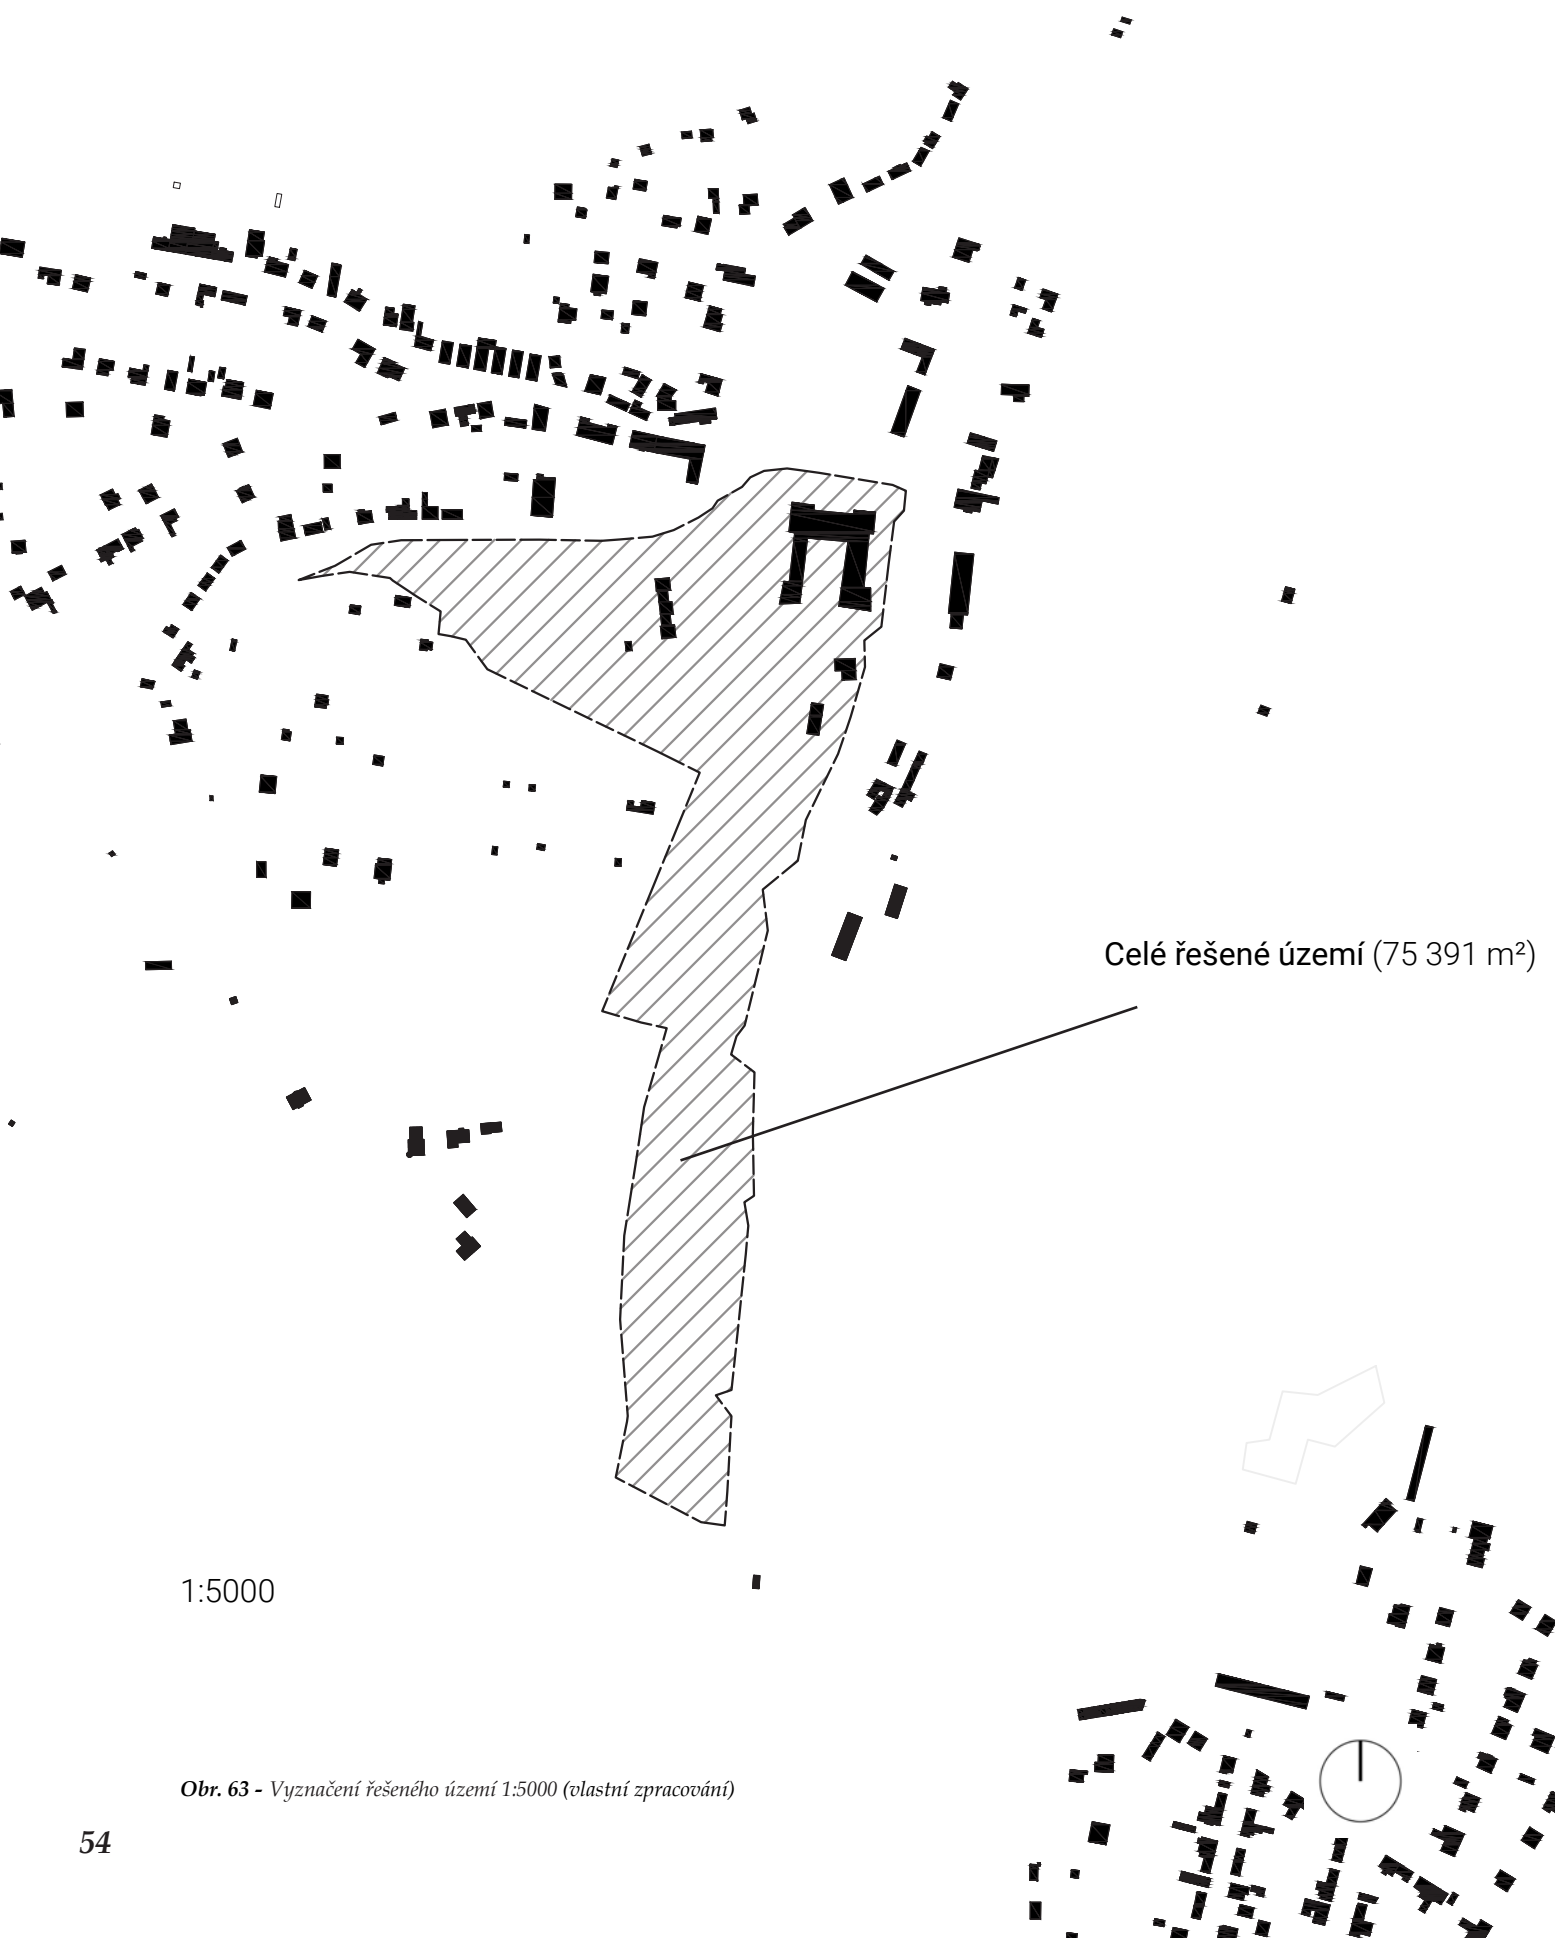 Celé řešené území (75 391 m²)
1:5000
Obr. 63 - Vyznačení řešeného území 1:5000 (vlastní zpracování)
54